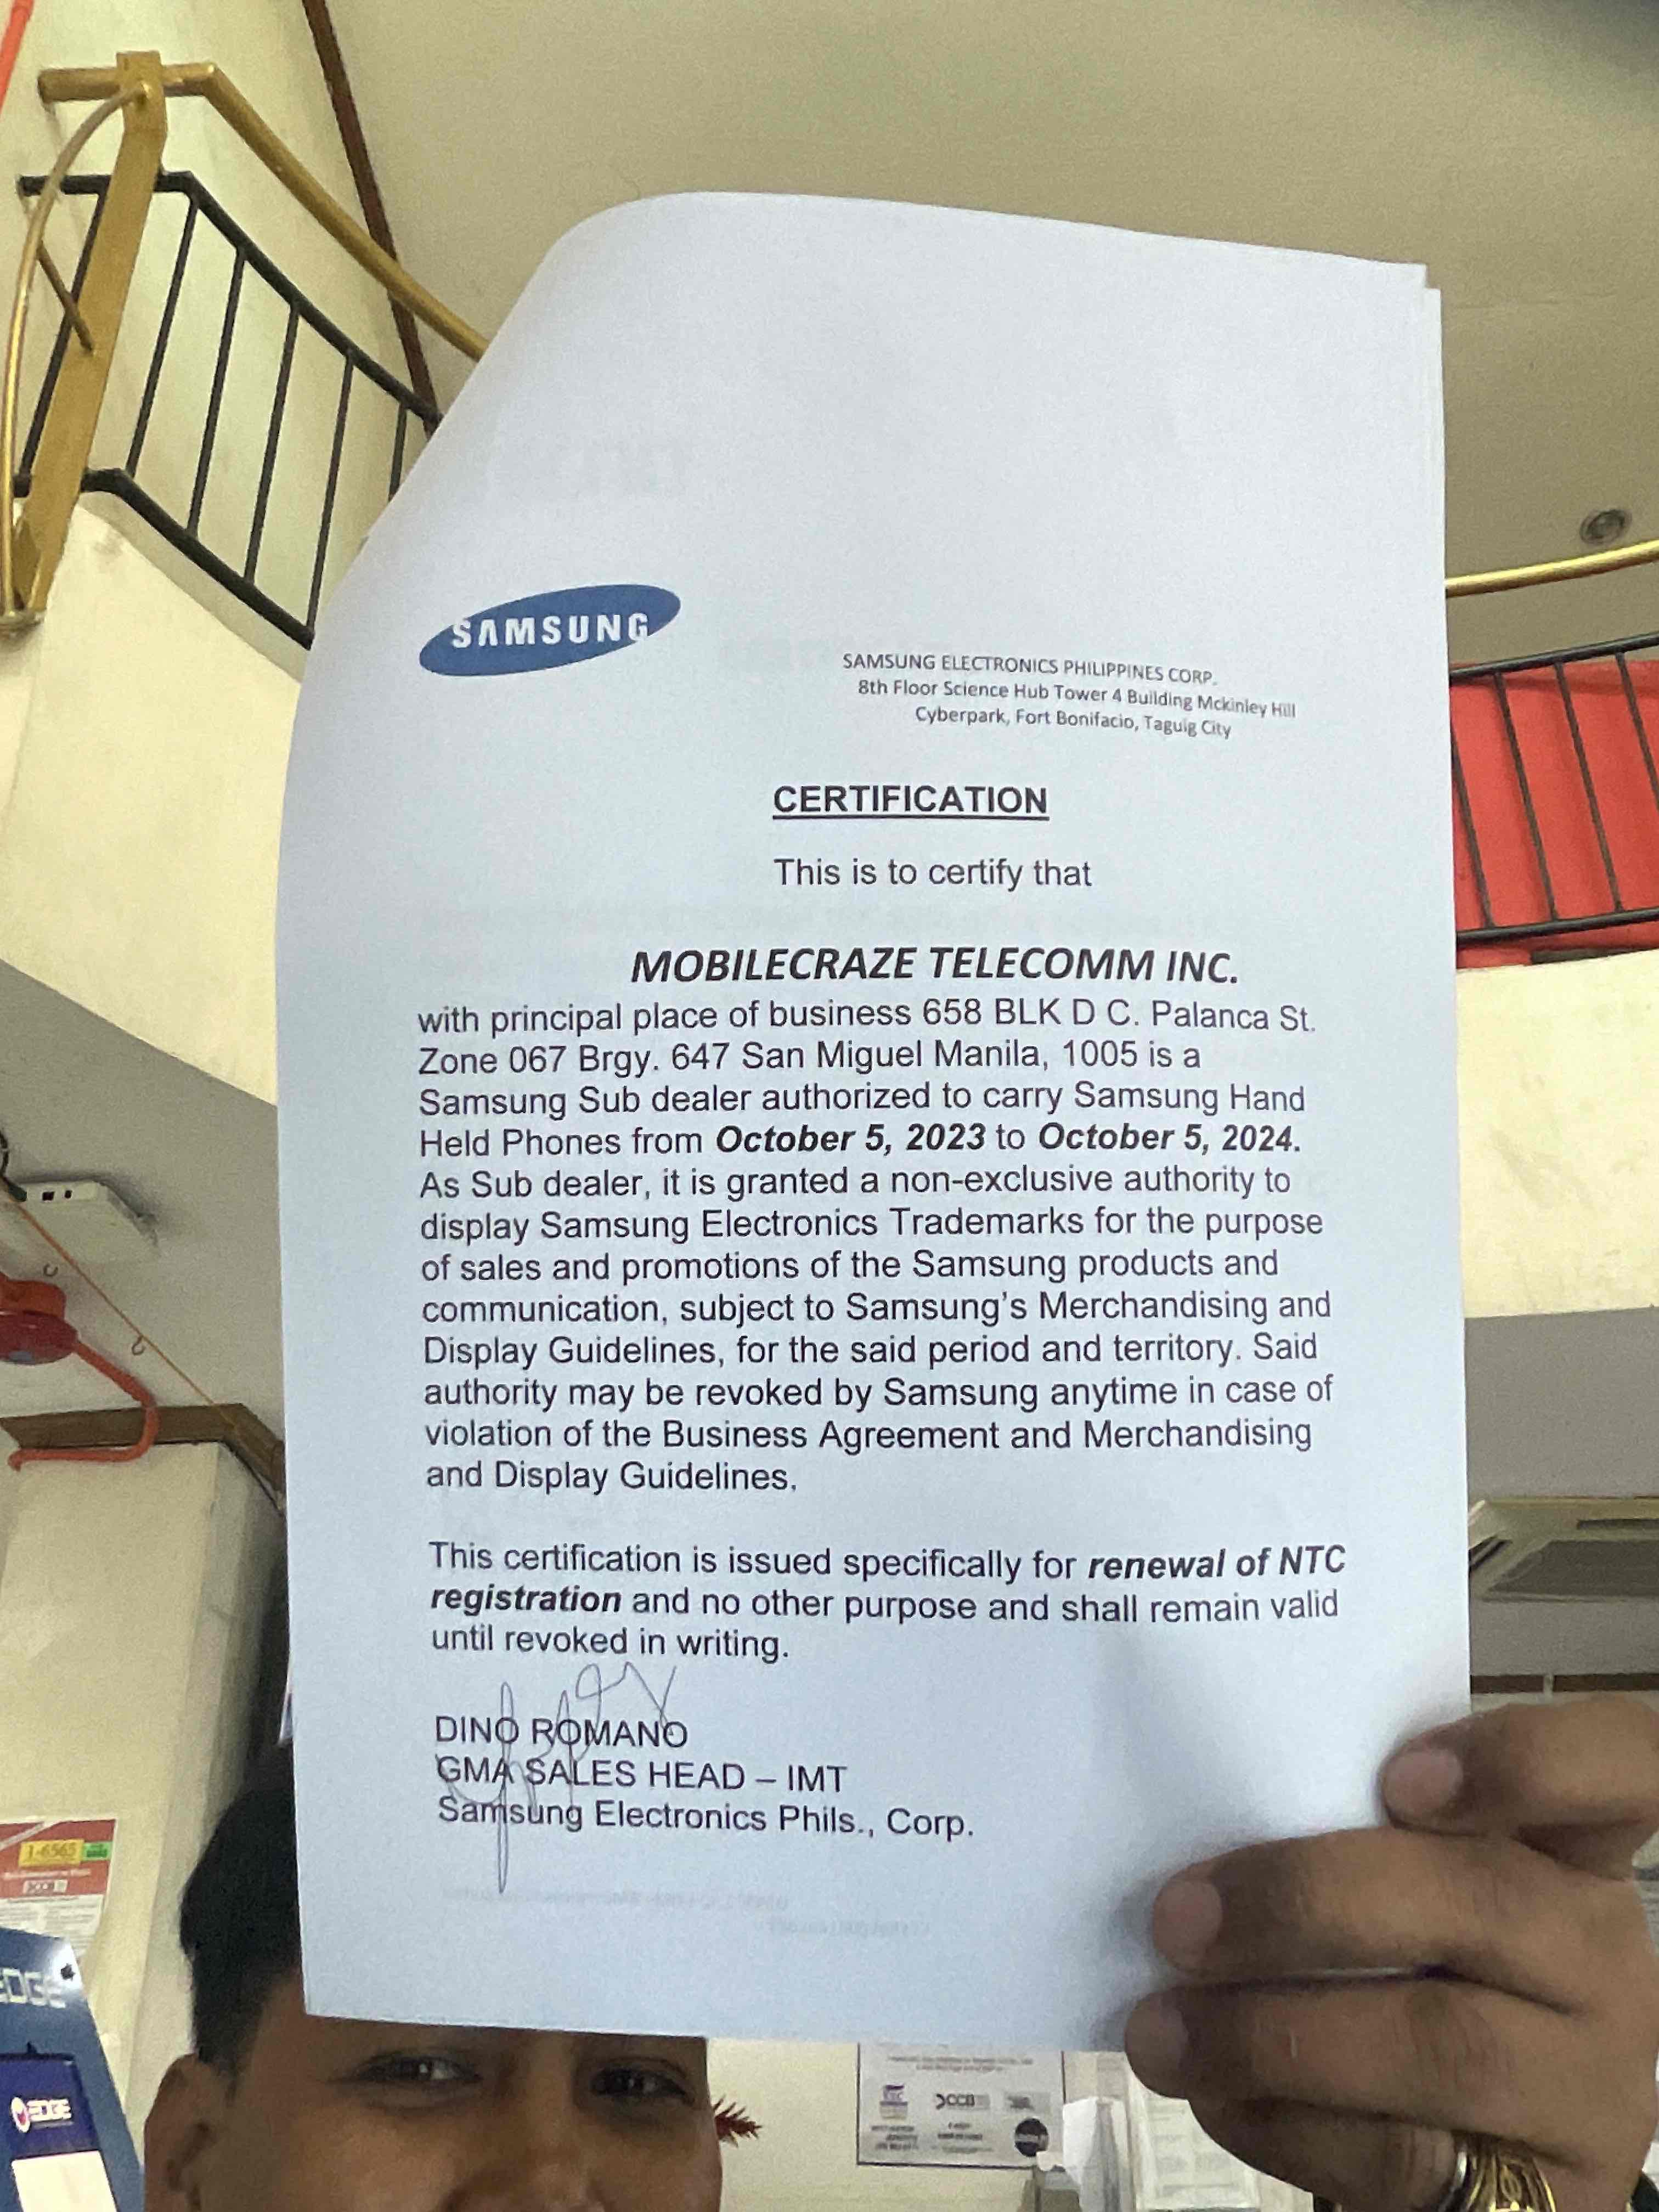 SAMSUNG
SAMSUNG ELECTRONICS PHILIPPINES CORP.
8th Floor Science Hub Tower 4 Building Mckinley Hill
Cyberpark, Fort Bonifacio, Taguig City
CERTIFICATION
This is to certify that
MOBILECRAZE TELECOMM INC.
with principal place of business 658 BLK D C. Palanca St.
Zone 067 Brgy. 647 San Miguel Manila, 1005 is a
Samsung Sub dealer authorized to carry Samsung Hand
Held Phones from October 5, 2023 to October 5, 2024.
As Sub dealer, it is granted a non-exclusive authority to
display Samsung Electronics Trademarks for the purpose
of sales and promotions of the Samsung products and
communication, subject to Samsung's Merchandising and
Display Guidelines, for the said period and territory. Said
authority may be revoked by Samsung anytime in case of
violation of the Business Agreement and Merchandising
and Display Guidelines.
This certification is issued specifically for renewal of NTC
registration and no other purpose and shall remain valid
until revoked in writing.
DINO ROMANO
GMA SALES HEAD – IMT
Samsung Electronics Phils., Corp.
1-6565
EDGE